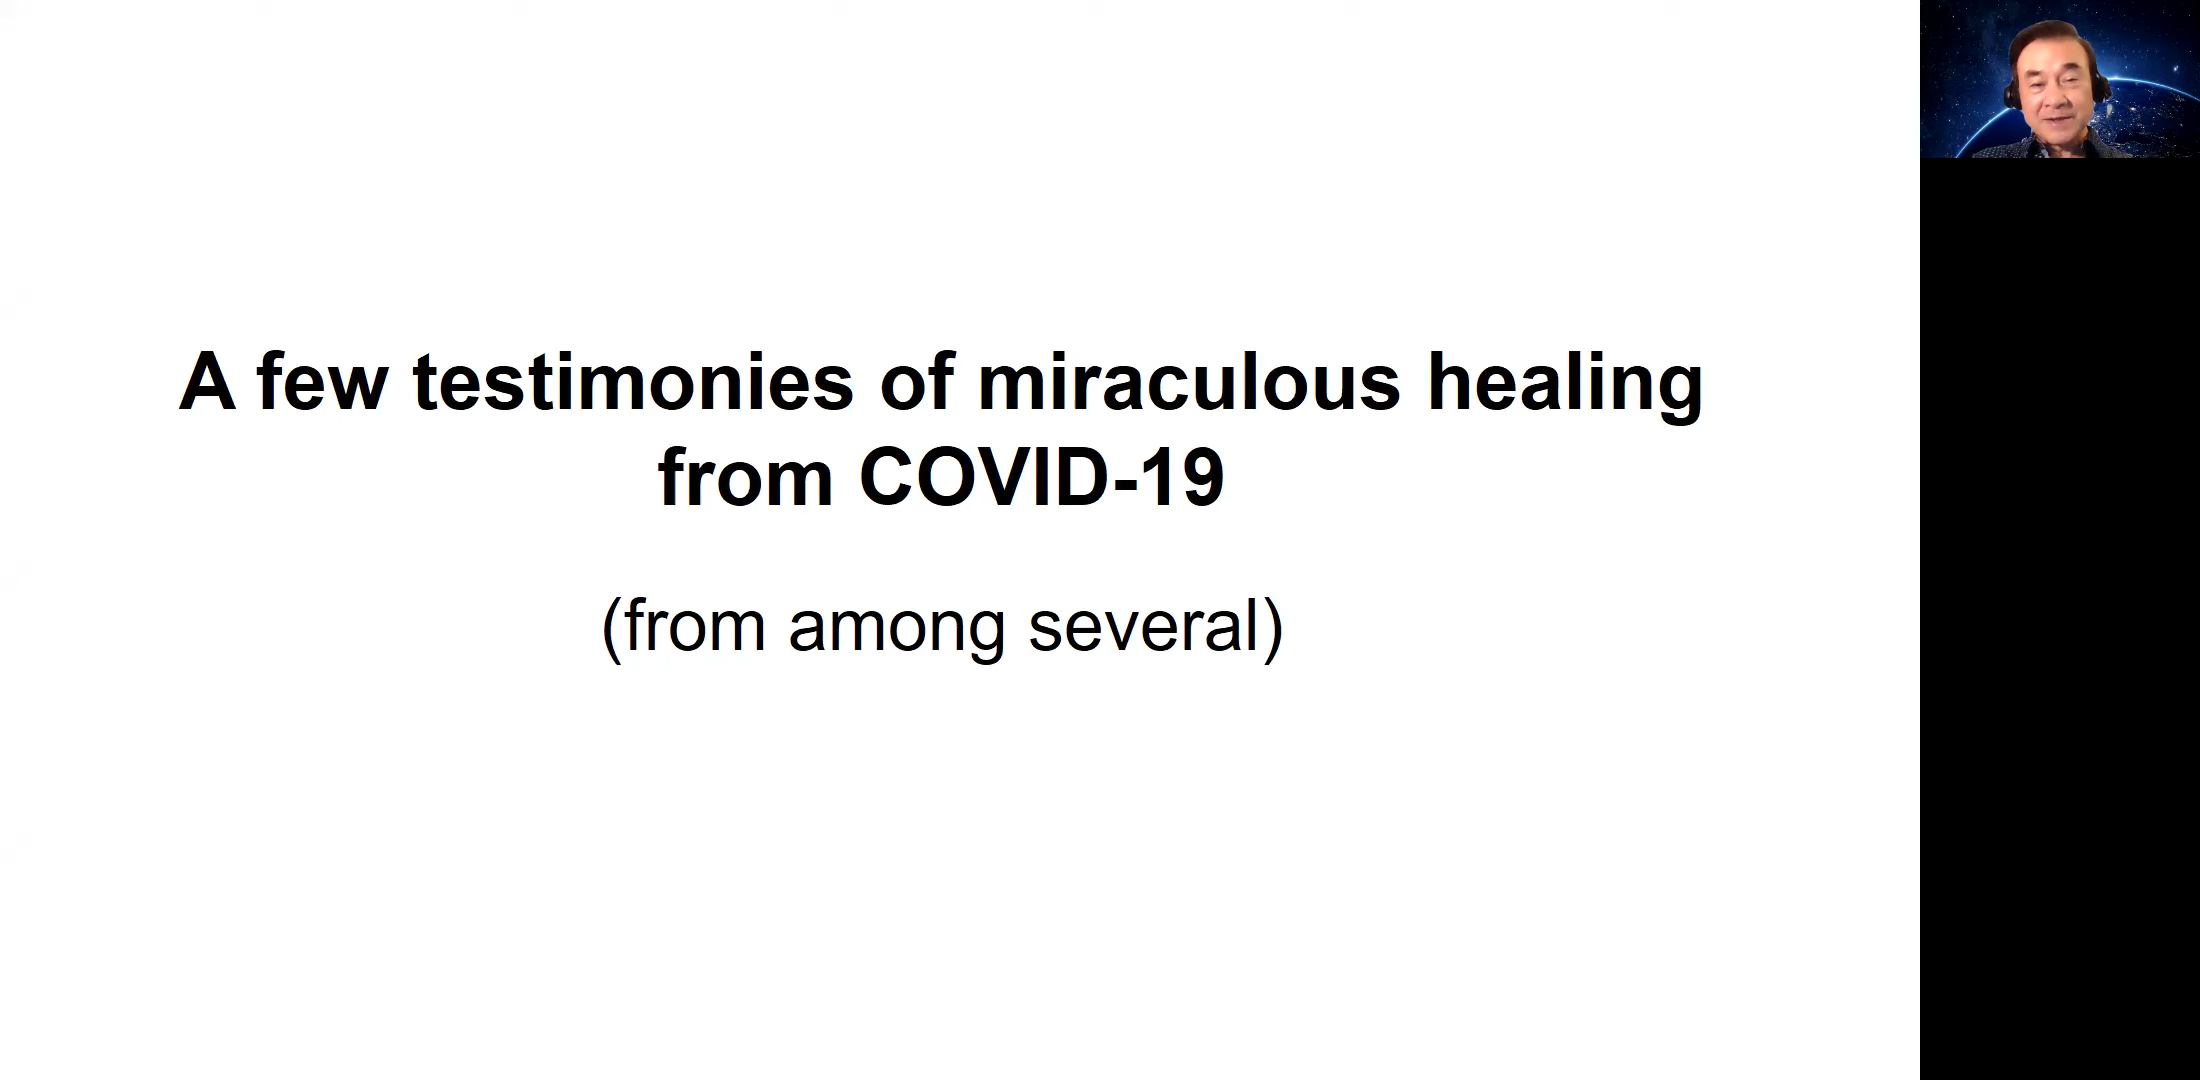 A few testimonies of miraculous healing
from COVID-19
(from among several)